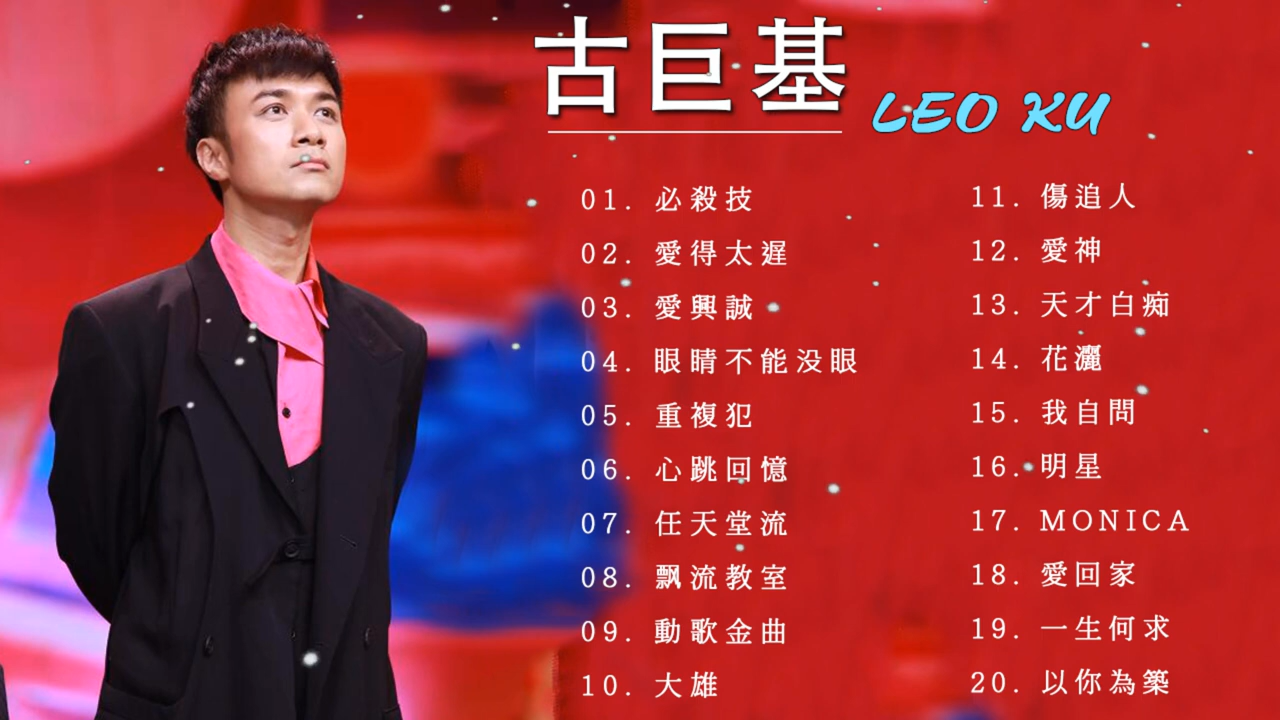 古巨基
LEO KU
01. 必殺技
02. 愛得太遲
03. 愛興誠
04. 眼睛不能没眼
05. 重複犯
06. 心跳回憶
07. 任天堂流
08. 飘流教室
09. 動歌金曲
10. 大雄
11. 傷追人
12. 愛神
13. 天才白痴
14. 花灑
15. 我自問
16. 明星
17. MONICA
18. 愛回家
19. 一生何求
20. 以你為築